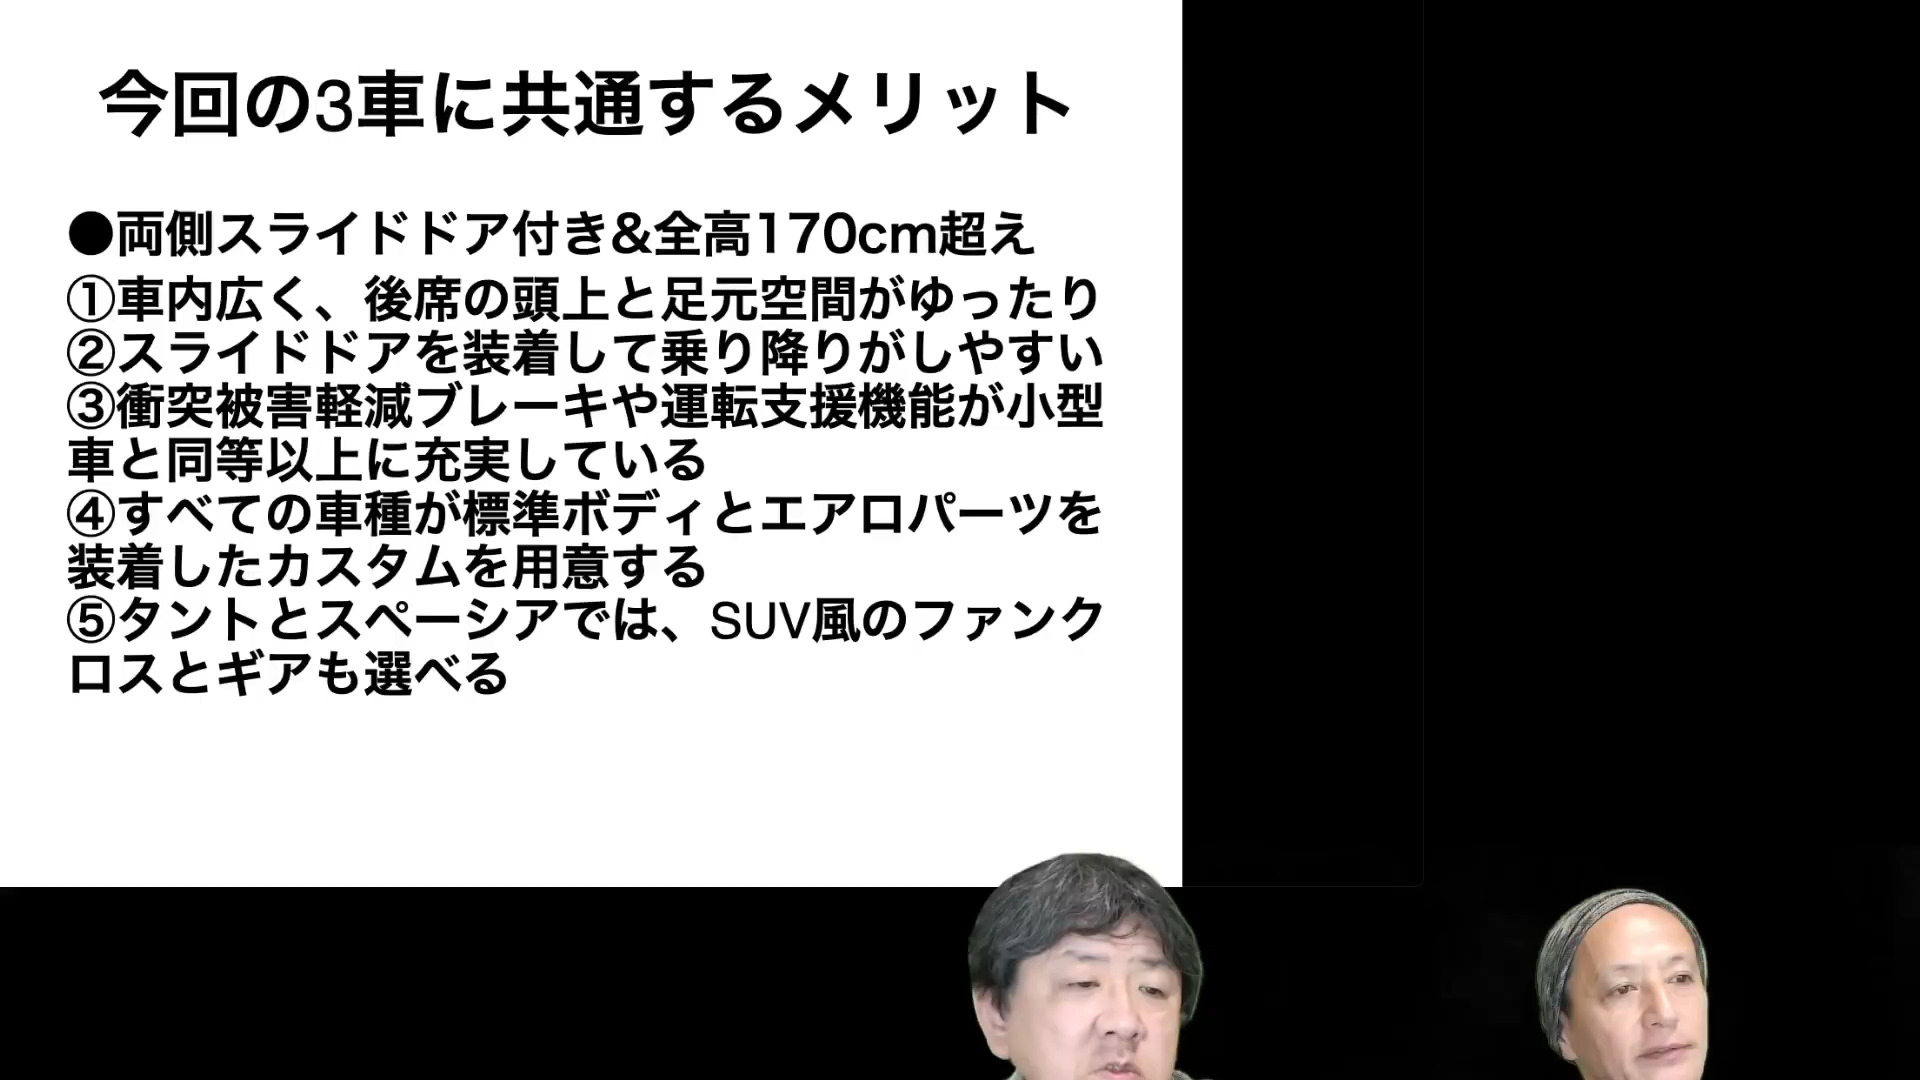 今回の3車に共通するメリット
●両側スライドドア付き&全高170cm超え
①車内広く、後席の頭上と足元空間がゆったり
②スライドドアを装着して乗り降りがしやすい
③衝突被害軽減ブレーキや運転支援機能が小型
車と同等以上に充実している
④すべての車種が標準ボディとエアロパーツを
装着したカスタムを用意する
⑤タントとスペーシアでは、SUV風のファンク
ロスとギアも選べる